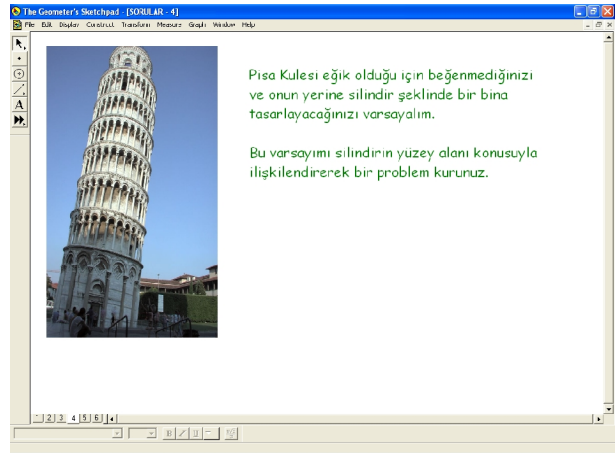 The Geometer's Sketchpad - [SORULAR - 4]
File Edit Display Construct Transform Measure Graph Window Help
Pisa Kulesi eğik olduğu için beğenmediğinizi
ve onun yerine silindir şeklinde bir bina
tasarlayacağınızı varsayalım.
Bu varsayımı silindirin yüzey alanı konusuyla
ilişkilendirerek bir problem kurunuz.
A
1 2 3 4 5 6
B I U